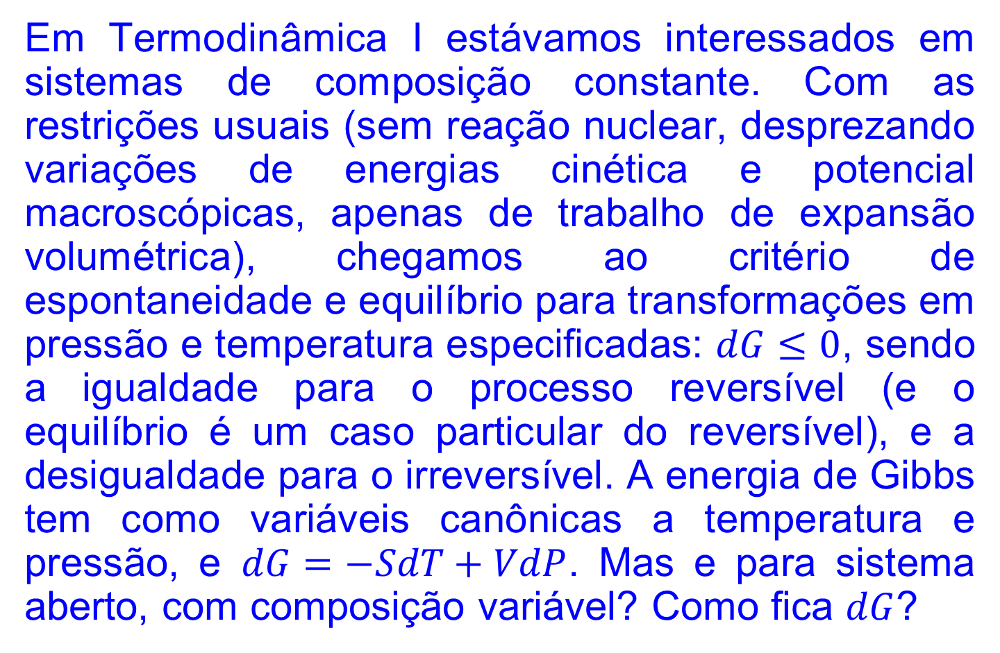 Em Termodinâmica I estávamos interessados em
sistemas de composição constante. Com as
restrições usuais (sem reação nuclear, desprezando
variações de energias cinética e potencial
macroscópicas, apenas de trabalho de expansão
volumétrica), chegamos ao critério de
espontaneidade e equilíbrio para transformações em
pressão e temperatura especificadas: dG ≤ 0, sendo
a igualdade para o processo reversível (e o
equilíbrio é um caso particular do reversível), e a
desigualdade para o irreversível. A energia de Gibbs
tem como variáveis canônicas a temperatura e
pressão, e dG = −SdT + VdP. Mas e para sistema
aberto, com composição variável? Como fica dG?